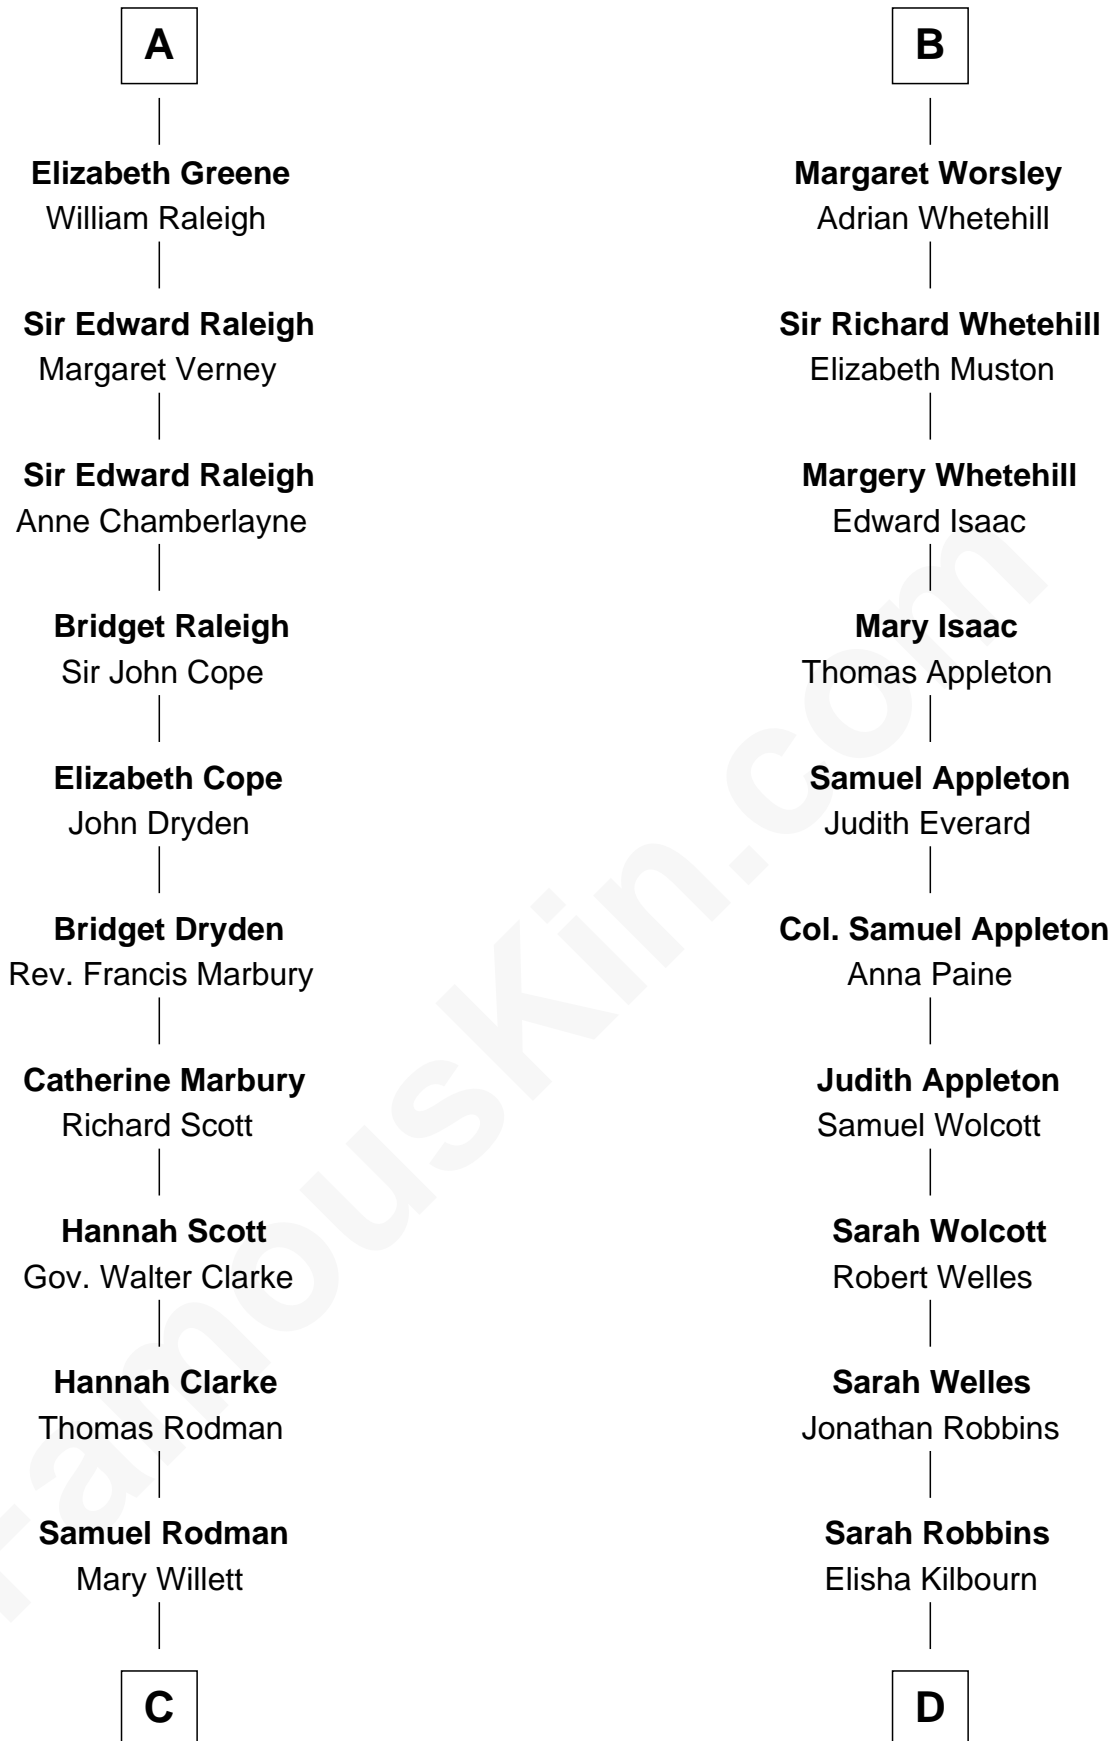 A
Elizabeth Greene
William Raleigh
Sir Edward Raleigh
Margaret Verney
Sir Edward Raleigh
Anne Chamberlayne
Bridget Raleigh
Sir John Cope
Elizabeth Cope
John Dryden
Bridget Dryden
Rev. Francis Marbury
Catherine Marbury
Richard Scott
Hannah Scott
Gov. Walter Clarke
Hannah Clarke
Thomas Rodman
Samuel Rodman
Mary Willett
C
B
Margaret Worsley
Adrian Whetehill
Sir Richard Whetehill
Elizabeth Muston
Margery Whetehill
Edward Isaac
Mary Isaac
Thomas Appleton
Samuel Appleton
Judith Everard
Col. Samuel Appleton
Anna Paine
Judith Appleton
Samuel Wolcott
Sarah Wolcott
Robert Welles
Sarah Welles
Jonathan Robbins
Sarah Robbins
Elisha Kilbourn
D
FamousKin.com